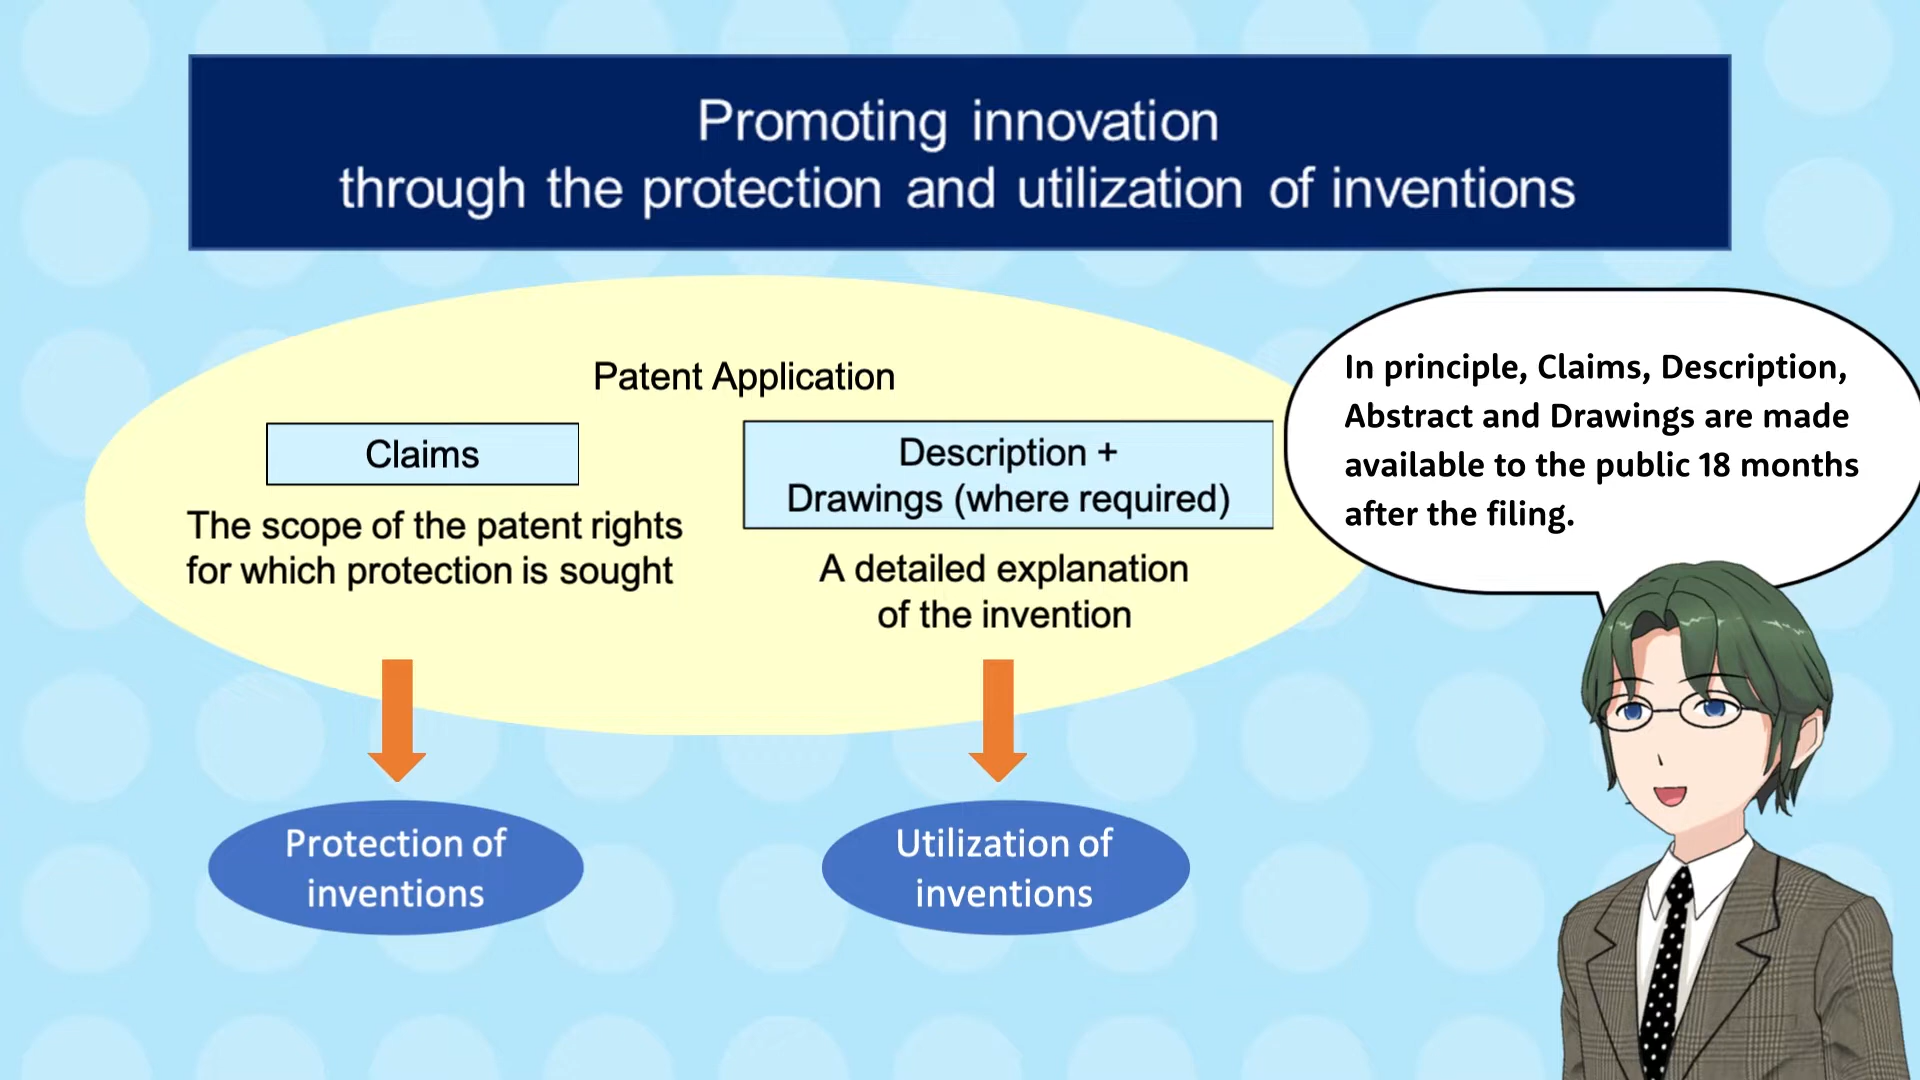 Promoting innovation
through the protection and utilization of inventions
Patent Application
Claims
The scope of the patent rights
for which protection is sought
Description +
Drawings (where required)
A detailed explanation
of the invention
Protection of
inventions
Utilization of
inventions
In principle, Claims, Description,
Abstract and Drawings are made
available to the public 18 months
after the filing.